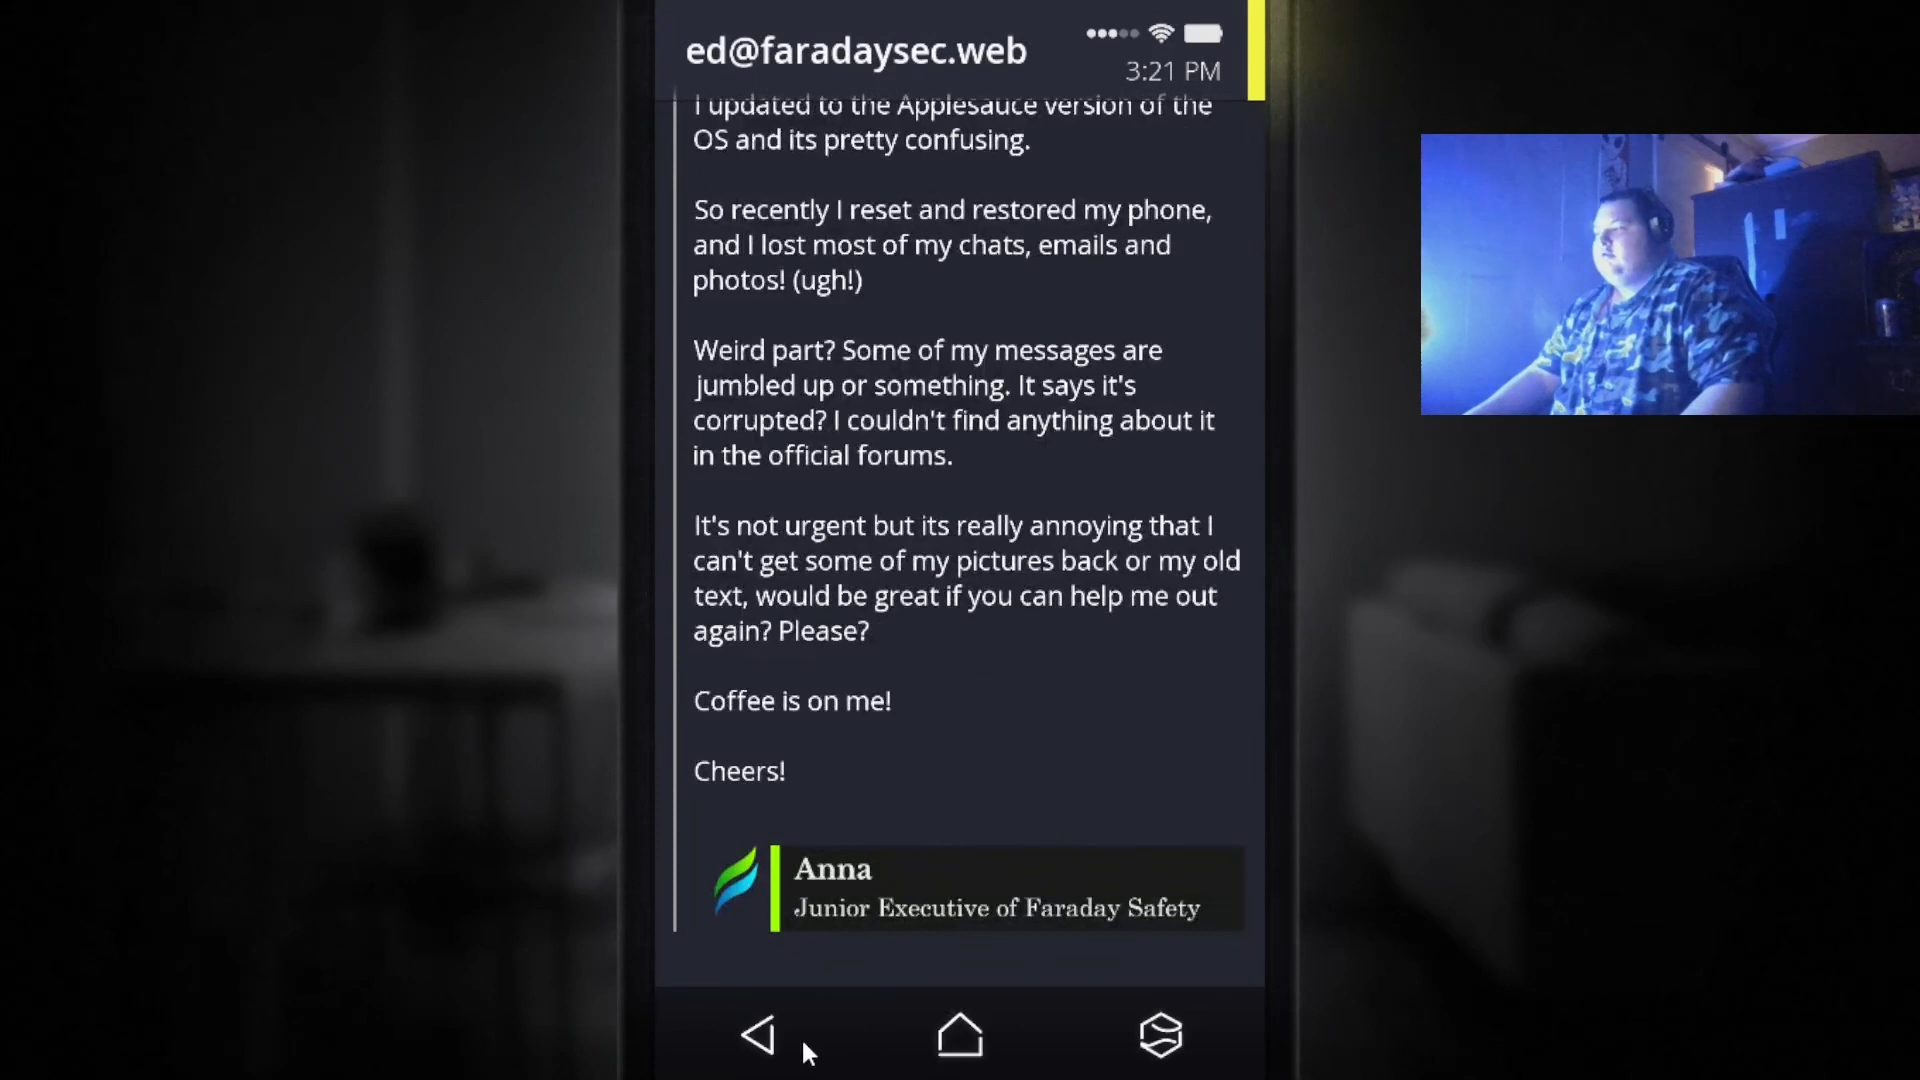 ed@faradaysec.web
3:21 PM
I updated to the Applesauce version of the
OS and its pretty confusing.
So recently I reset and restored my phone,
and I lost most of my chats, emails and
photos! (ugh!)
Weird part? Some of my messages are
jumbled up or something. It says it's
corrupted? I couldn't find anything about it
in the official forums.
It's not urgent but its really annoying that I
can't get some of my pictures back or my old
text, would be great if you can help me out
again? Please?
Coffee is on me!
Cheers!
Anna
Junior Executive of Faraday Safety